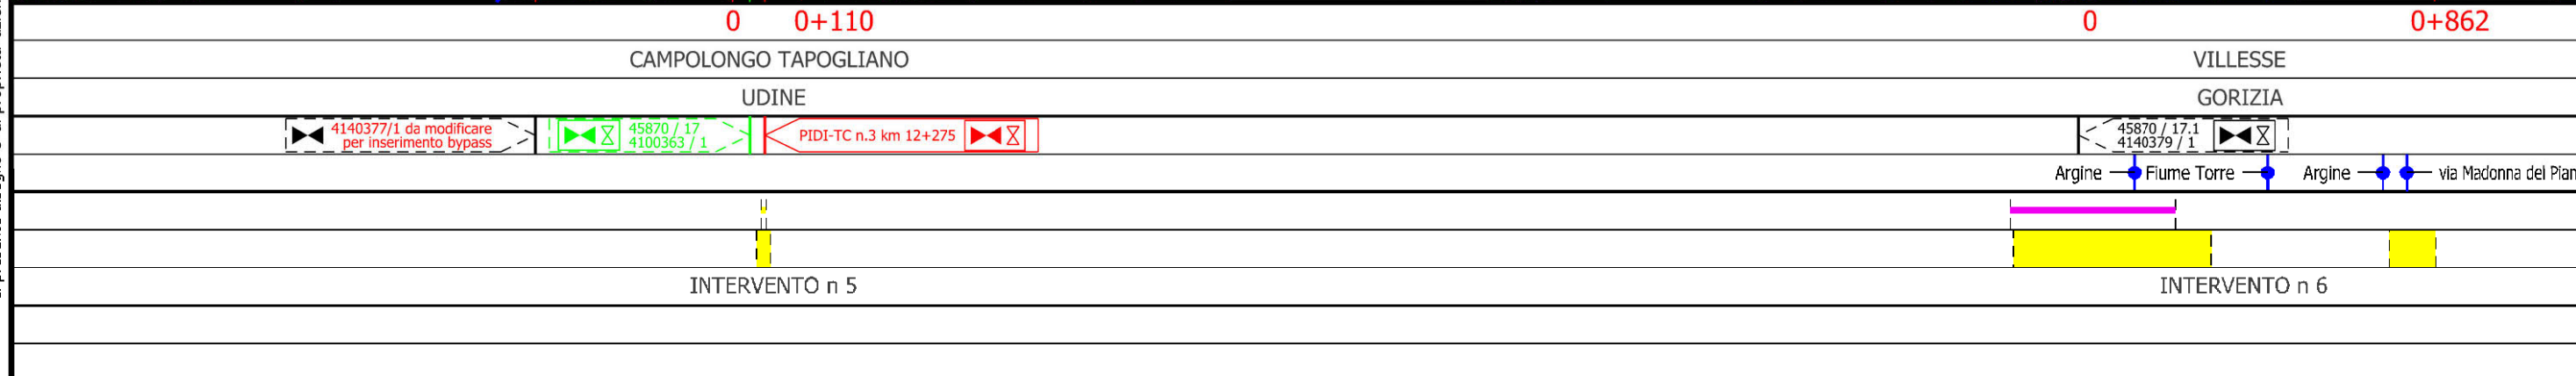 0 0+110 0 0+862
CAMPOLONGO TAPOGLIANO VILLESSE
UDINE GORIZIA
4140377/1 da modificare
per inserimento bypass
45870 / 17
4100363 / 1
PIDI-TC n.3 km 12+275
45870 / 17.1
4140379 / 1
Argine Fiume Torre Argine via Madonna del Pian
INTERVENTO n 5 INTERVENTO n 6